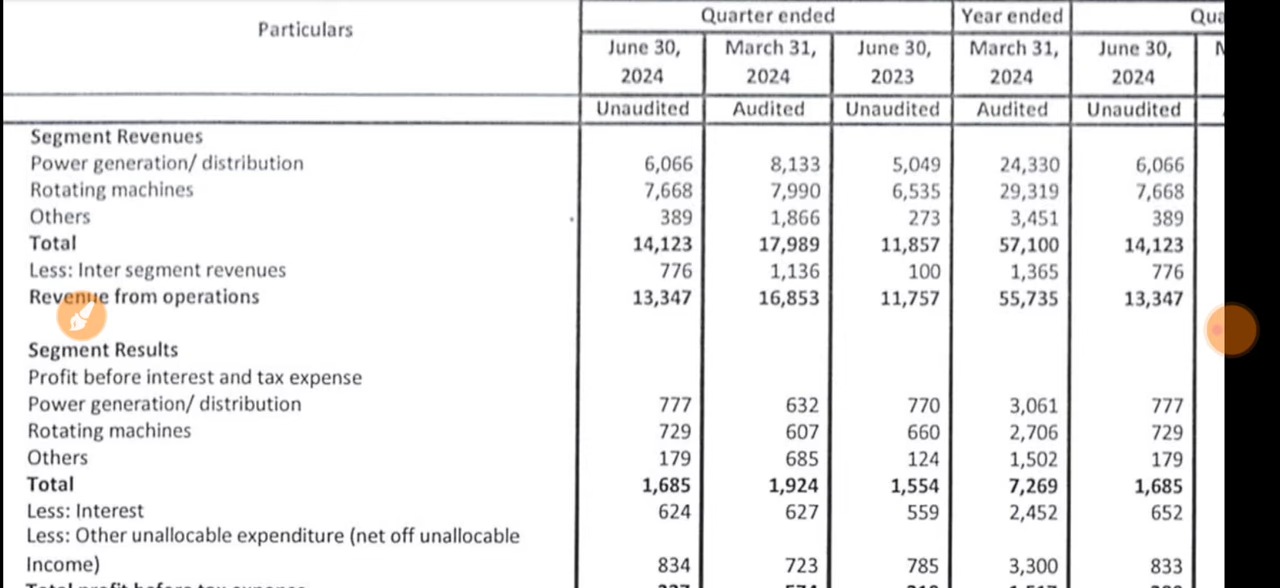 Particulars Quarter ended Year ended
June 30, March 31, June 30, March 31, June 30,
2024 2024 2023 2024 2024
Unaudited Audited Unaudited Audited Unaudited
Segment Revenues
Power generation/ distribution 6,066 8,133 5,049 24,330 6,066
Rotating machines 7,668 7,990 6,535 29,319 7,668
Others 389 1,866 273 3,451 389
Total 14,123 17,989 11,857 57,100 14,123
Less: Inter segment revenues 776 1,136 100 1,365 776
Revenue from operations 13,347 16,853 11,757 55,735 13,347
Segment Results
Profit before interest and tax expense
Power generation/ distribution 777 632 770 3,061 777
Rotating machines 729 607 660 2,706 729
Others 179 685 124 1,502 179
Total 1,685 1,924 1,554 7,269 1,685
Less: Interest 624 627 559 2,452 652
Less: Other unallocable expenditure (net off unallocable
Income) 834 723 785 3,300 833